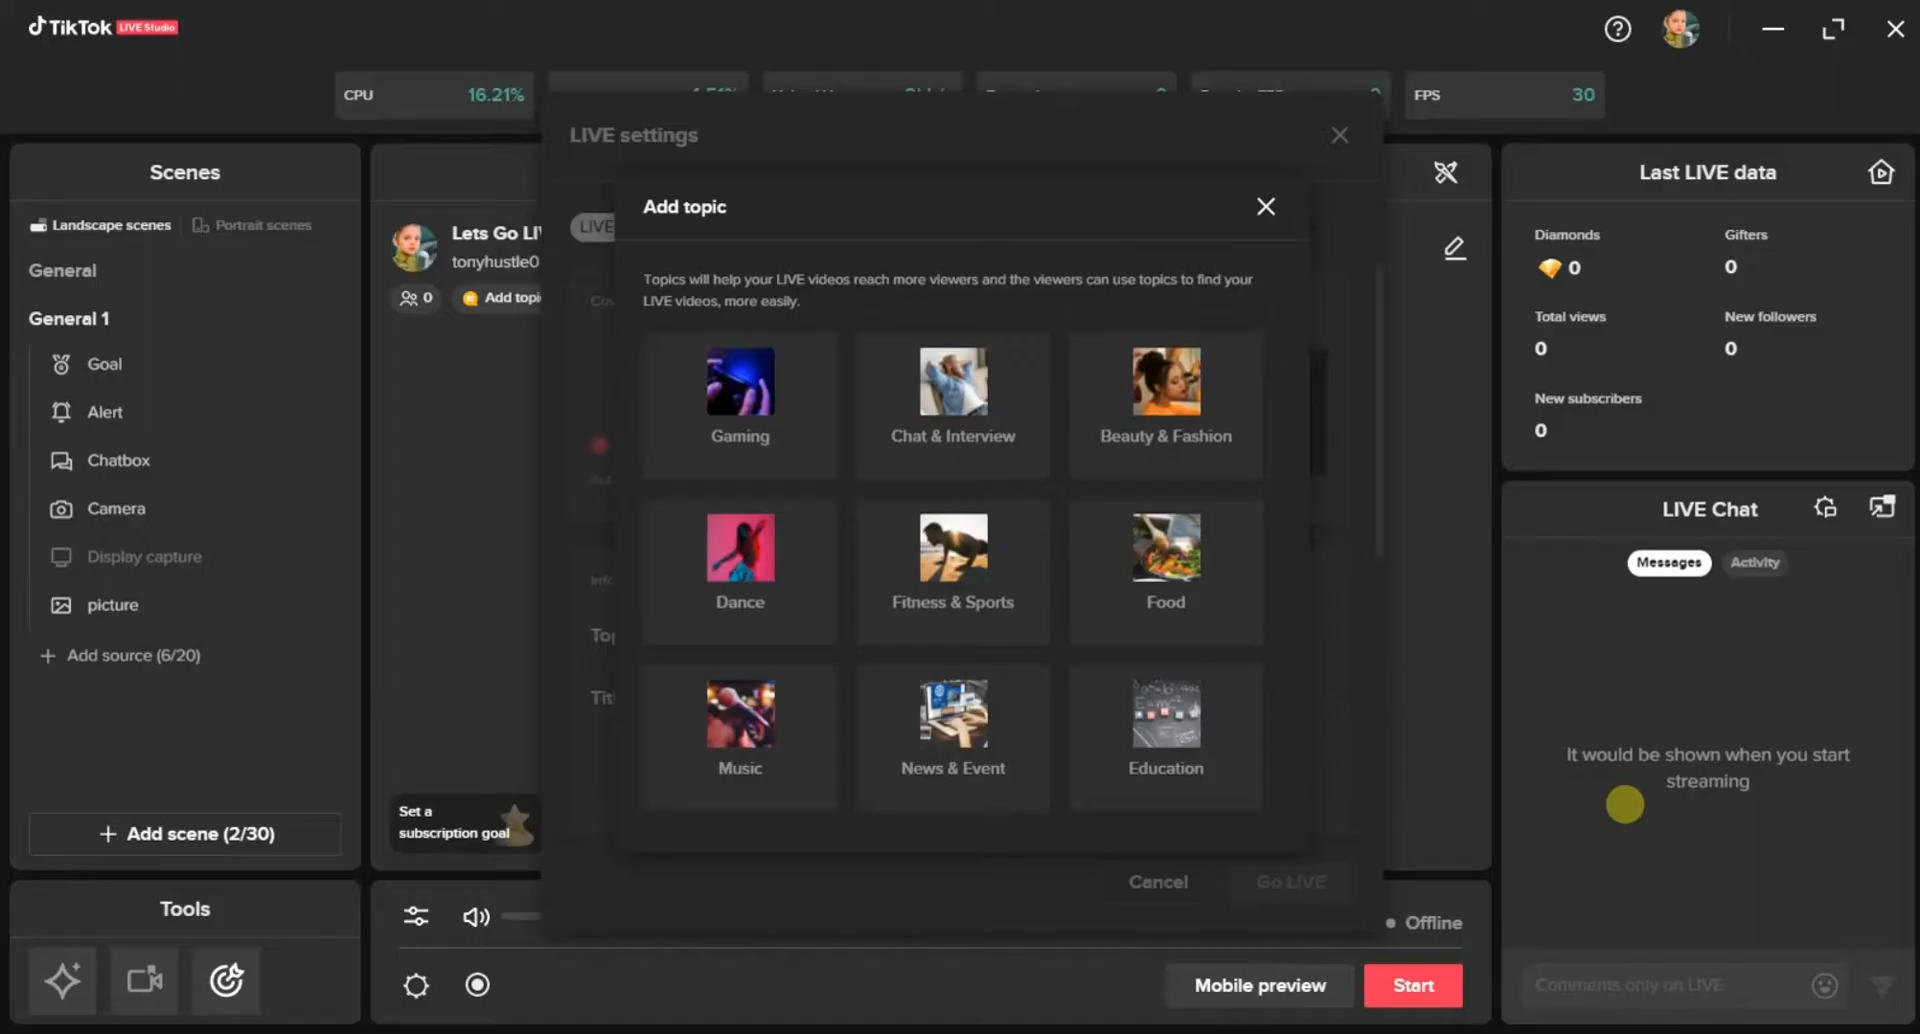 TikTok LIVE Studio
CPU 16.21%
FPS 30
LIVE settings
Scenes
Landscape scenes
Portrait scenes
General
General 1
Goal
Alert
Chatbox
Camera
Display capture
picture
Add source (6/20)
Add scene (2/30)
Tools
Lets Go
tonyhustle0
0
Add
LIVE
Add topic
Topics will help your LIVE videos reach more viewers and the viewers can use topics to find your
LIVE videos, more easily.
Gaming
Chat & Interview
Beauty & Fashion
Dance
Fitness & Sports
Food
Music
News & Event
Education
Set a
subscription goal
Cancel
Go LIVE
Offline
Mobile preview
Start
Last LIVE data
Diamonds
Gifters
0
0
Total views
New followers
0
0
New subscribers
0
LIVE Chat
Messages
Activity
It would be shown when you start
streaming
Comments only on LIVE